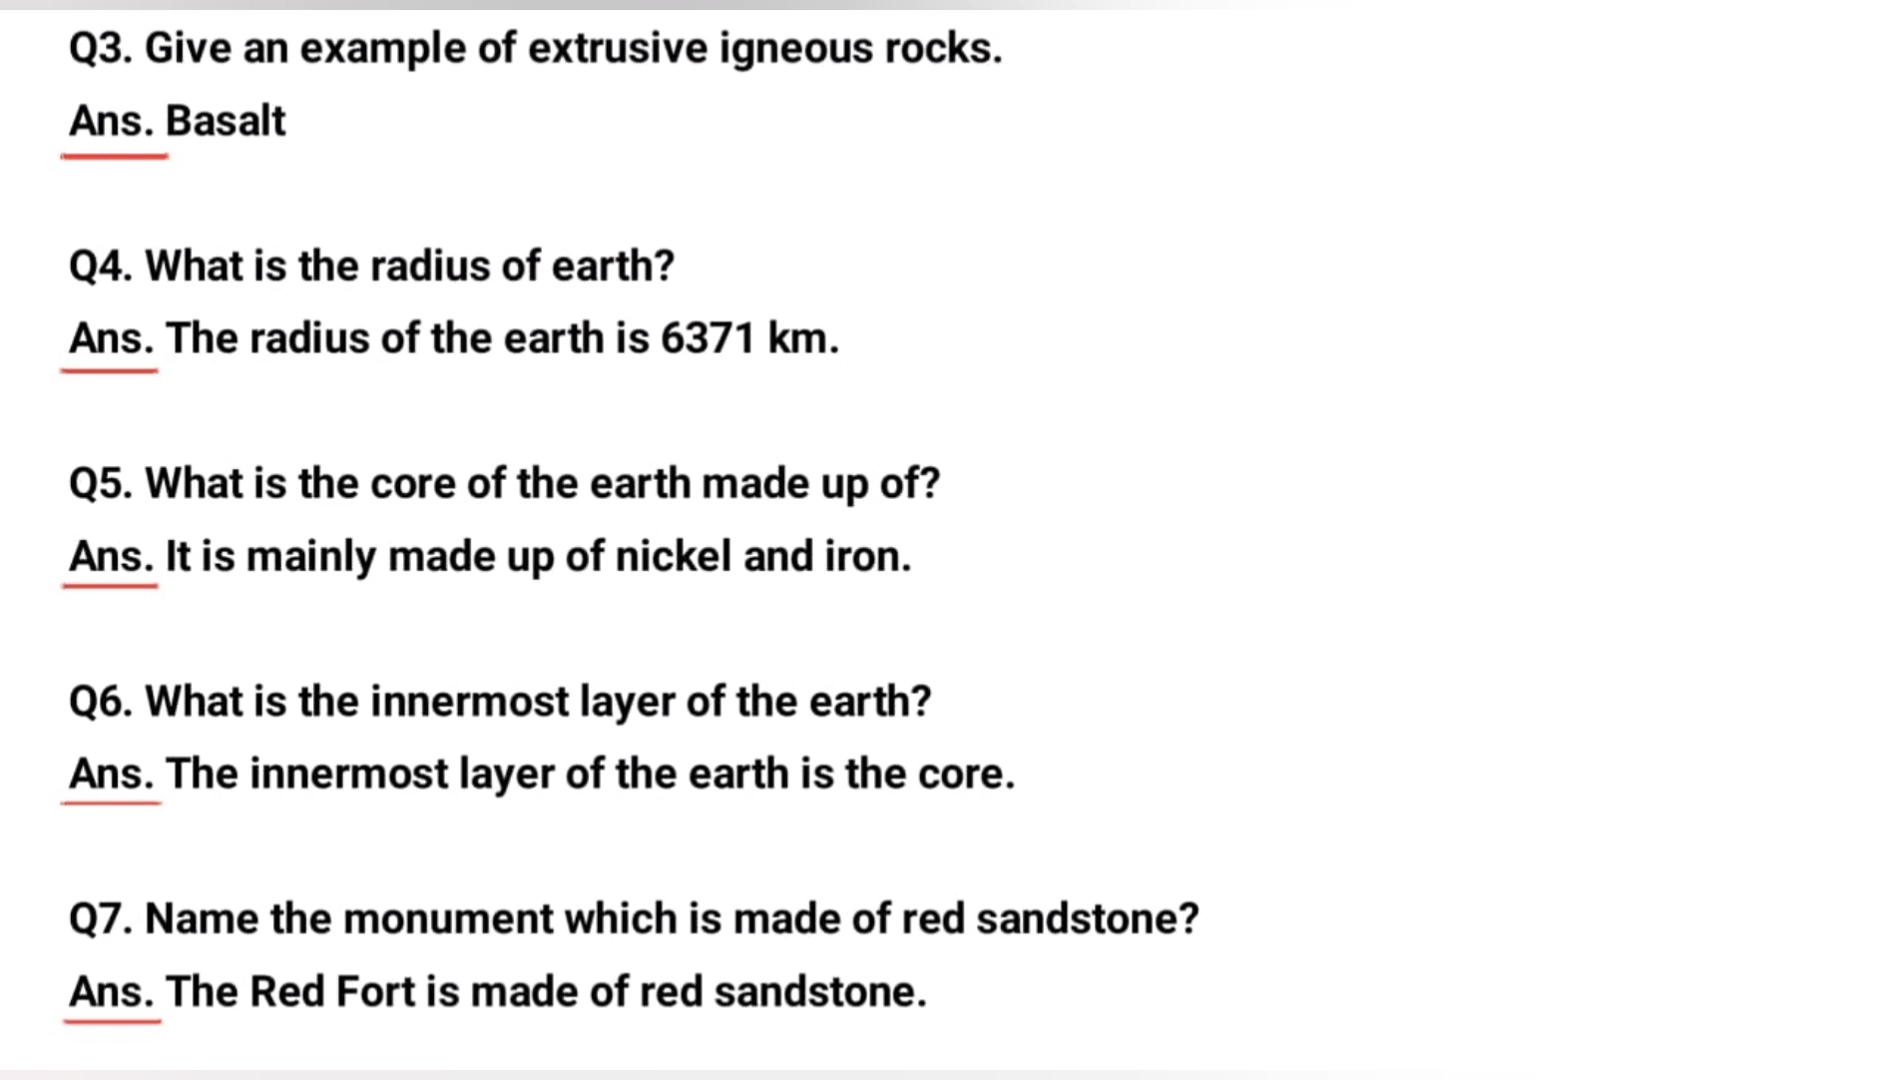 Q3. Give an example of extrusive igneous rocks.
Ans. Basalt
Q4. What is the radius of earth?
Ans. The radius of the earth is 6371 km.
Q5. What is the core of the earth made up of?
Ans. It is mainly made up of nickel and iron.
Q6. What is the innermost layer of the earth?
Ans. The innermost layer of the earth is the core.
Q7. Name the monument which is made of red sandstone?
Ans. The Red Fort is made of red sandstone.